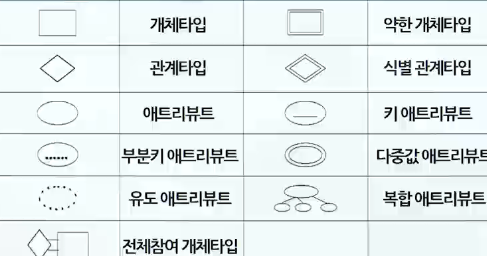 개체타입 약한 개체타입
관계타입 식별 관계타입
애트리뷰트 키 애트리뷰트
부분키 애트리뷰트 다중값 애트리뷰트
유도 애트리뷰트 복합 애트리뷰트
전체참여 개체타입